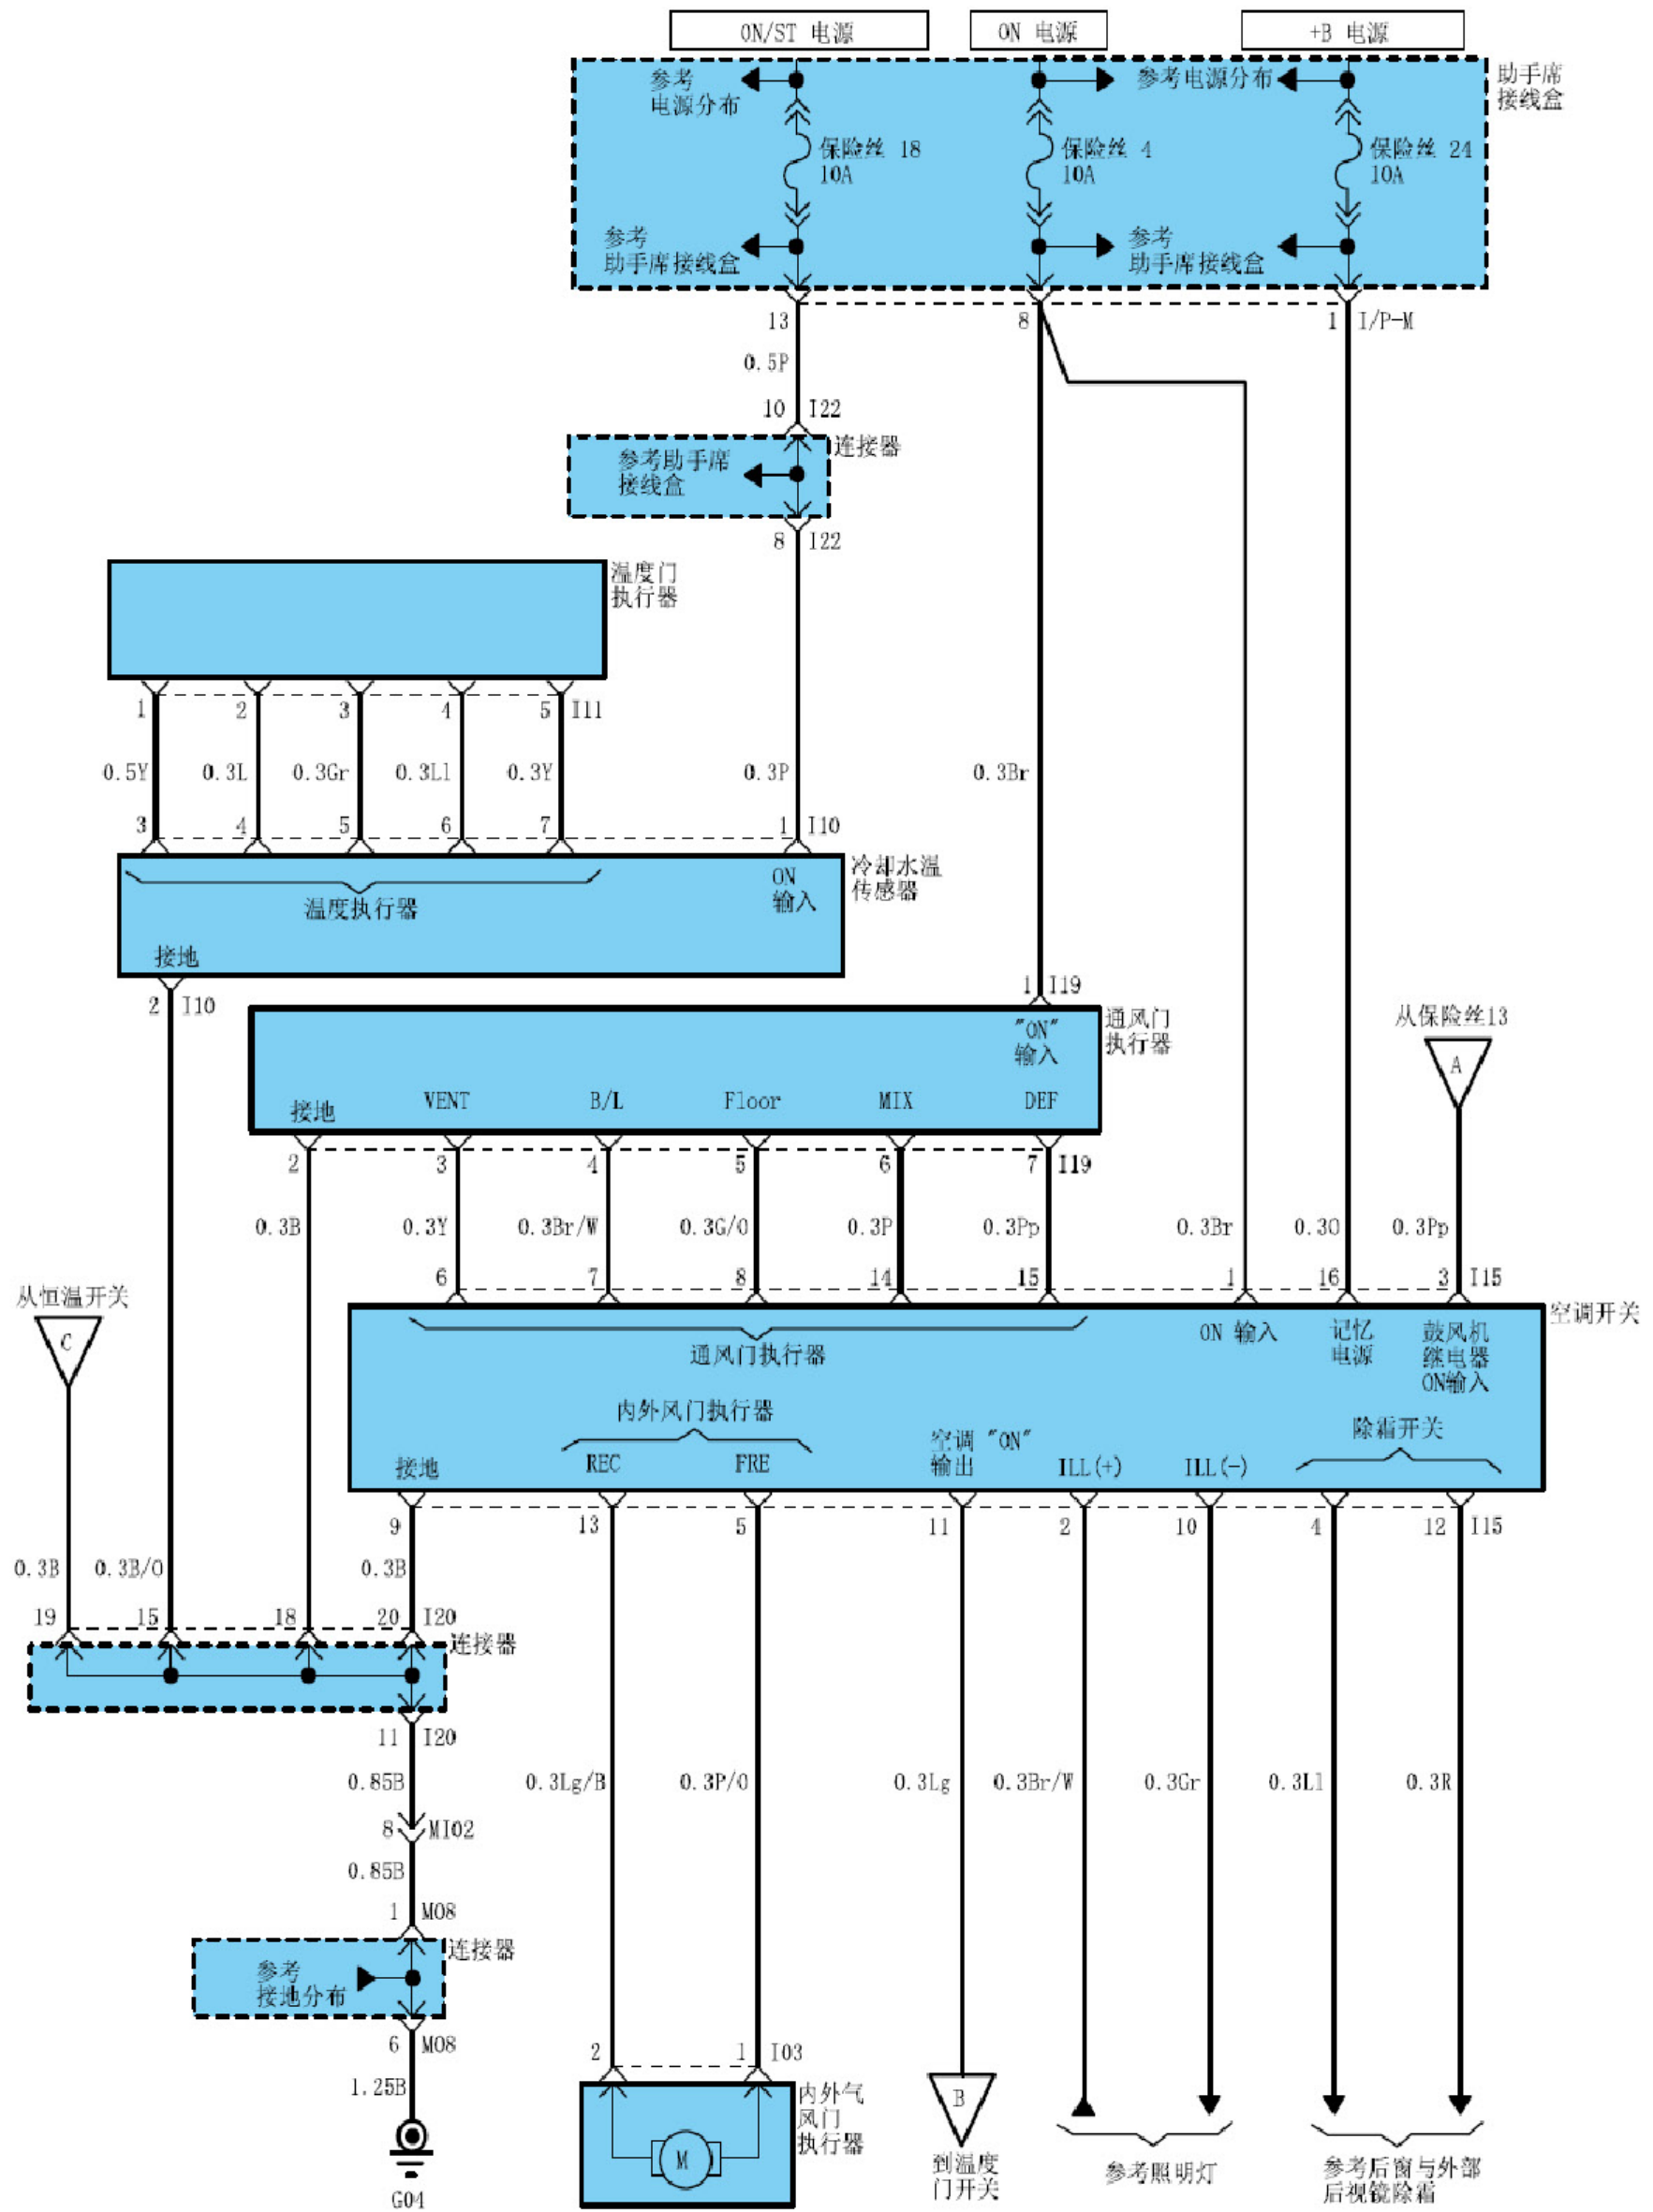 ON/ST 电源
ON 电源
+B 电源
参考
电源分布
参考电源分布
助手席
接线盒
保险丝 18
10A
保险丝 4
10A
保险丝 24
10A
参考
助手席接线盒
参考
助手席接线盒
13
8
1
I/P-M
0.5P
10
I22
连接器
参考助手席
接线盒
8
I22
温度门
执行器
1
2
3
4
5
I11
0.5Y
0.3L
0.3Gr
0.3Ll
0.3Y
0.3P
0.3Br
3
4
5
6
7
1
I10
冷却水温
传感器
温度执行器
ON
输入
接地
2
I10
1
I19
通风门
执行器
"ON"
输入
接地
VENT
B/L
Floor
MIX
DEF
从保险丝13
A
2
3
4
5
6
7
I19
0.3B
0.3Y
0.3Br/W
0.3G/O
0.3P
0.3Pp
0.3Br
0.3O
0.3Pp
6
7
8
14
15
1
16
3
I15
从恒温开关
C
空调开关
通风门执行器
ON 输入
记忆
电源
鼓风机
继电器
ON输入
内外风门执行器
除霜开关
接地
REC
FRE
空调 "ON"
输出
ILL(+)
ILL(-)
9
13
5
11
2
10
4
12
I15
0.3B
0.3B/O
0.3B
19
15
18
20
I20
连接器
11
I20
0.85B
0.3Lg/B
0.3P/O
0.3Lg
0.3Br/W
0.3Gr
0.3Ll
0.3R
8
MI02
0.85B
1
M08
连接器
参考
接地分布
6
M08
1.25B
G04
2
1
I03
内外气
风门
执行器
M
B
到温度
门开关
参考照明灯
参考后窗与外部
后视镜除霜